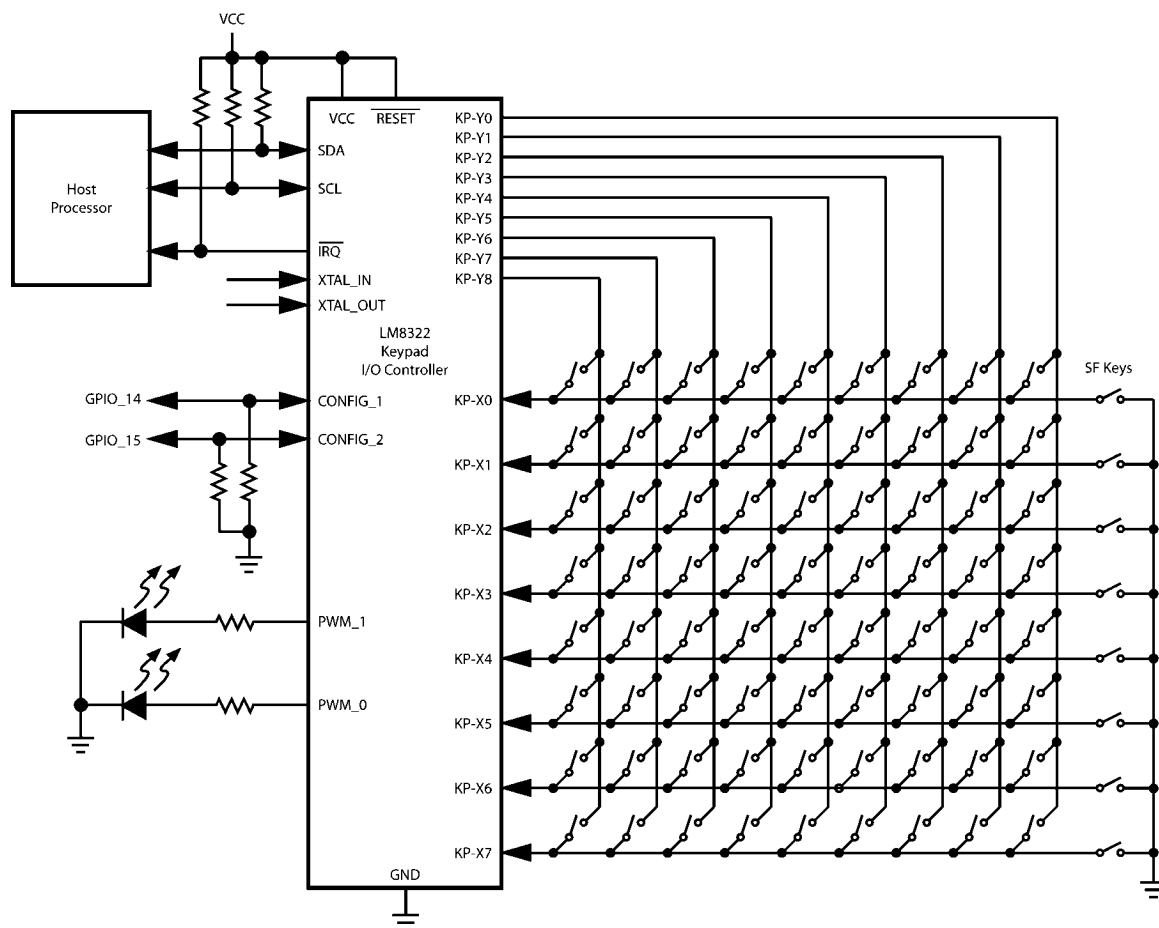 VCC
VCC
RESET
KP-Y0
KP-Y1
KP-Y2
KP-Y3
KP-Y4
KP-Y5
KP-Y6
KP-Y7
KP-Y8
Host
Processor
SDA
SCL
IRQ
XTAL_IN
XTAL_OUT
LM8322
Keypad
I/O Controller
GPIO_14
CONFIG_1
GPIO_15
CONFIG_2
SF Keys
KP-X0
KP-X1
KP-X2
KP-X3
KP-X4
KP-X5
KP-X6
KP-X7
PWM_1
PWM_0
GND